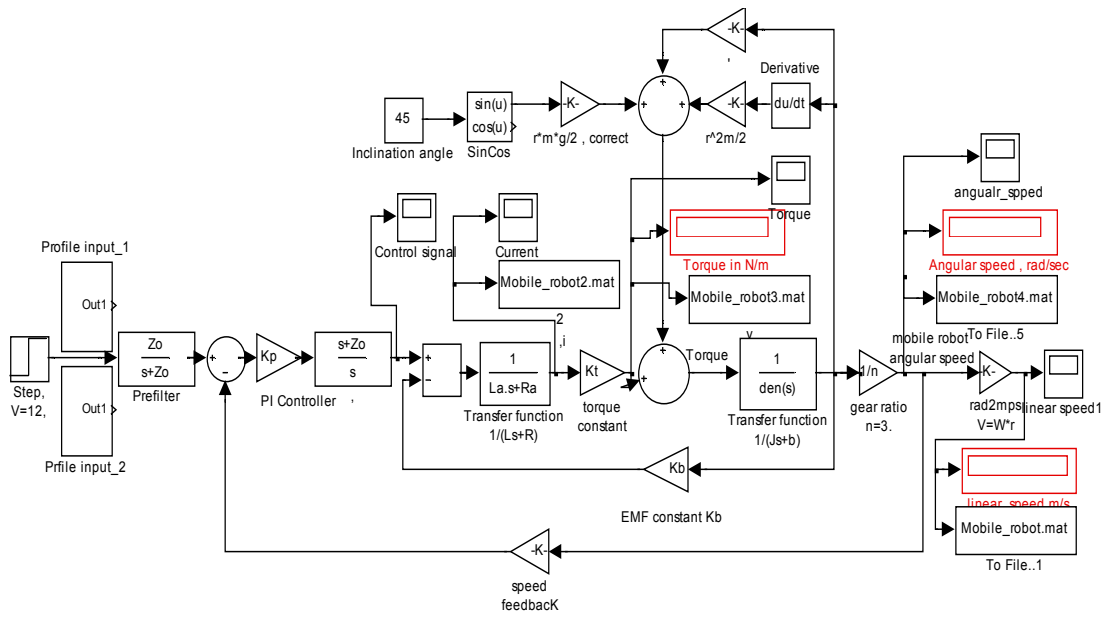 -K-
,
Derivative
45
sin(u)
cos(u)
-K-
+
+
+
-K-
du/dt
Inclination angle
SinCos
r*m*g/2 , correct
r^2m/2
angualr_spped
Control signal
Current
Torque
Profile input_1
Torque in N/m
Angular speed , rad/sec
Out1
Mobile_robot2.mat
Mobile_robot3.mat
Mobile_robot4.mat
2
,i
v
To File..5
mobile robot
angular speed
Step,
V=12,
Zo
s+Zo
Prefilter
+
−
Kp
s+Zo
s
PI Controller
,
+
−
1
La.s+Ra
Transfer function
1/(Ls+R)
Kt
torque
constant
+
+
Torque
1
den(s)
Transfer function
1/(Js+b)
1/n
gear ratio
n=3.
K-
rad2mps
V=W*r
linear speed1
Out1
Prfile input_2
Kb
EMF constant Kb
linear speed m/s
Mobile_robot.mat
To File..1
-K-
speed
feedbacK